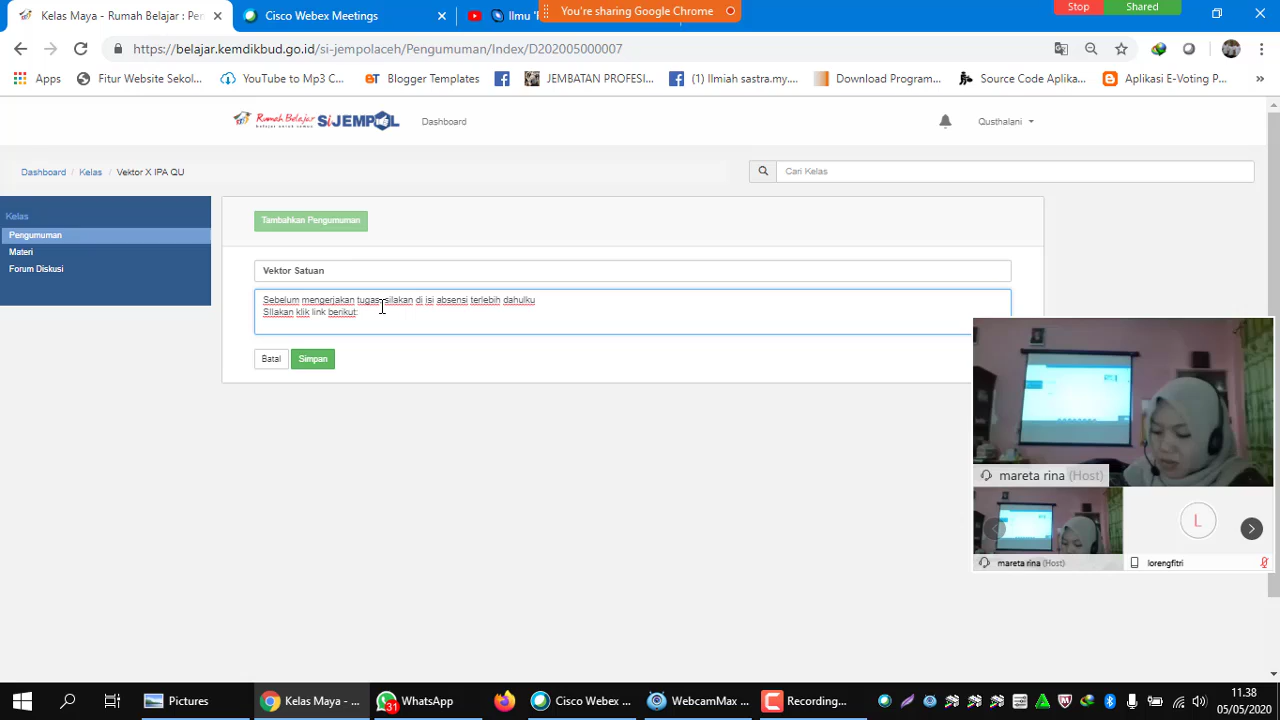 Kelas Maya - Rumah Belajar : Per
Cisco Webex Meetings
Ilmu '
You're sharing Google Chrome
Stop
Shared
https://belajar.kemdikbud.go.id/si-jempolaceh/Pengumuman/Index/D202005000007
Apps
Fitur Website Sekol...
YouTube to Mp3 C...
eT Blogger Templates
JEMBATAN PROFESI...
(1) Ilmiah sastra.my....
Download Program...
Source Code Aplika...
Aplikasi E-Voting P...
»
Rumah Belajar
SiJEMPOL
Dashboard
Qusthalani
Dashboard / Kelas / Vektor X IPA QU
Cari Kelas
Kelas
Pengumuman
Materi
Forum Diskusi
Tambahkan Pengumuman
Vektor Satuan
Sebelum mengerjakan tugas silakan di isi absensi terlebih dahulku
SIlakan klik link berikut:
Batal
Simpan
mareta rina (Host)
L
mareta rina (Host)
lorengfitri
Pictures
Kelas Maya - ...
31
WhatsApp
Cisco Webex ...
WebcamMax ...
Recording...
11.38
05/05/2020